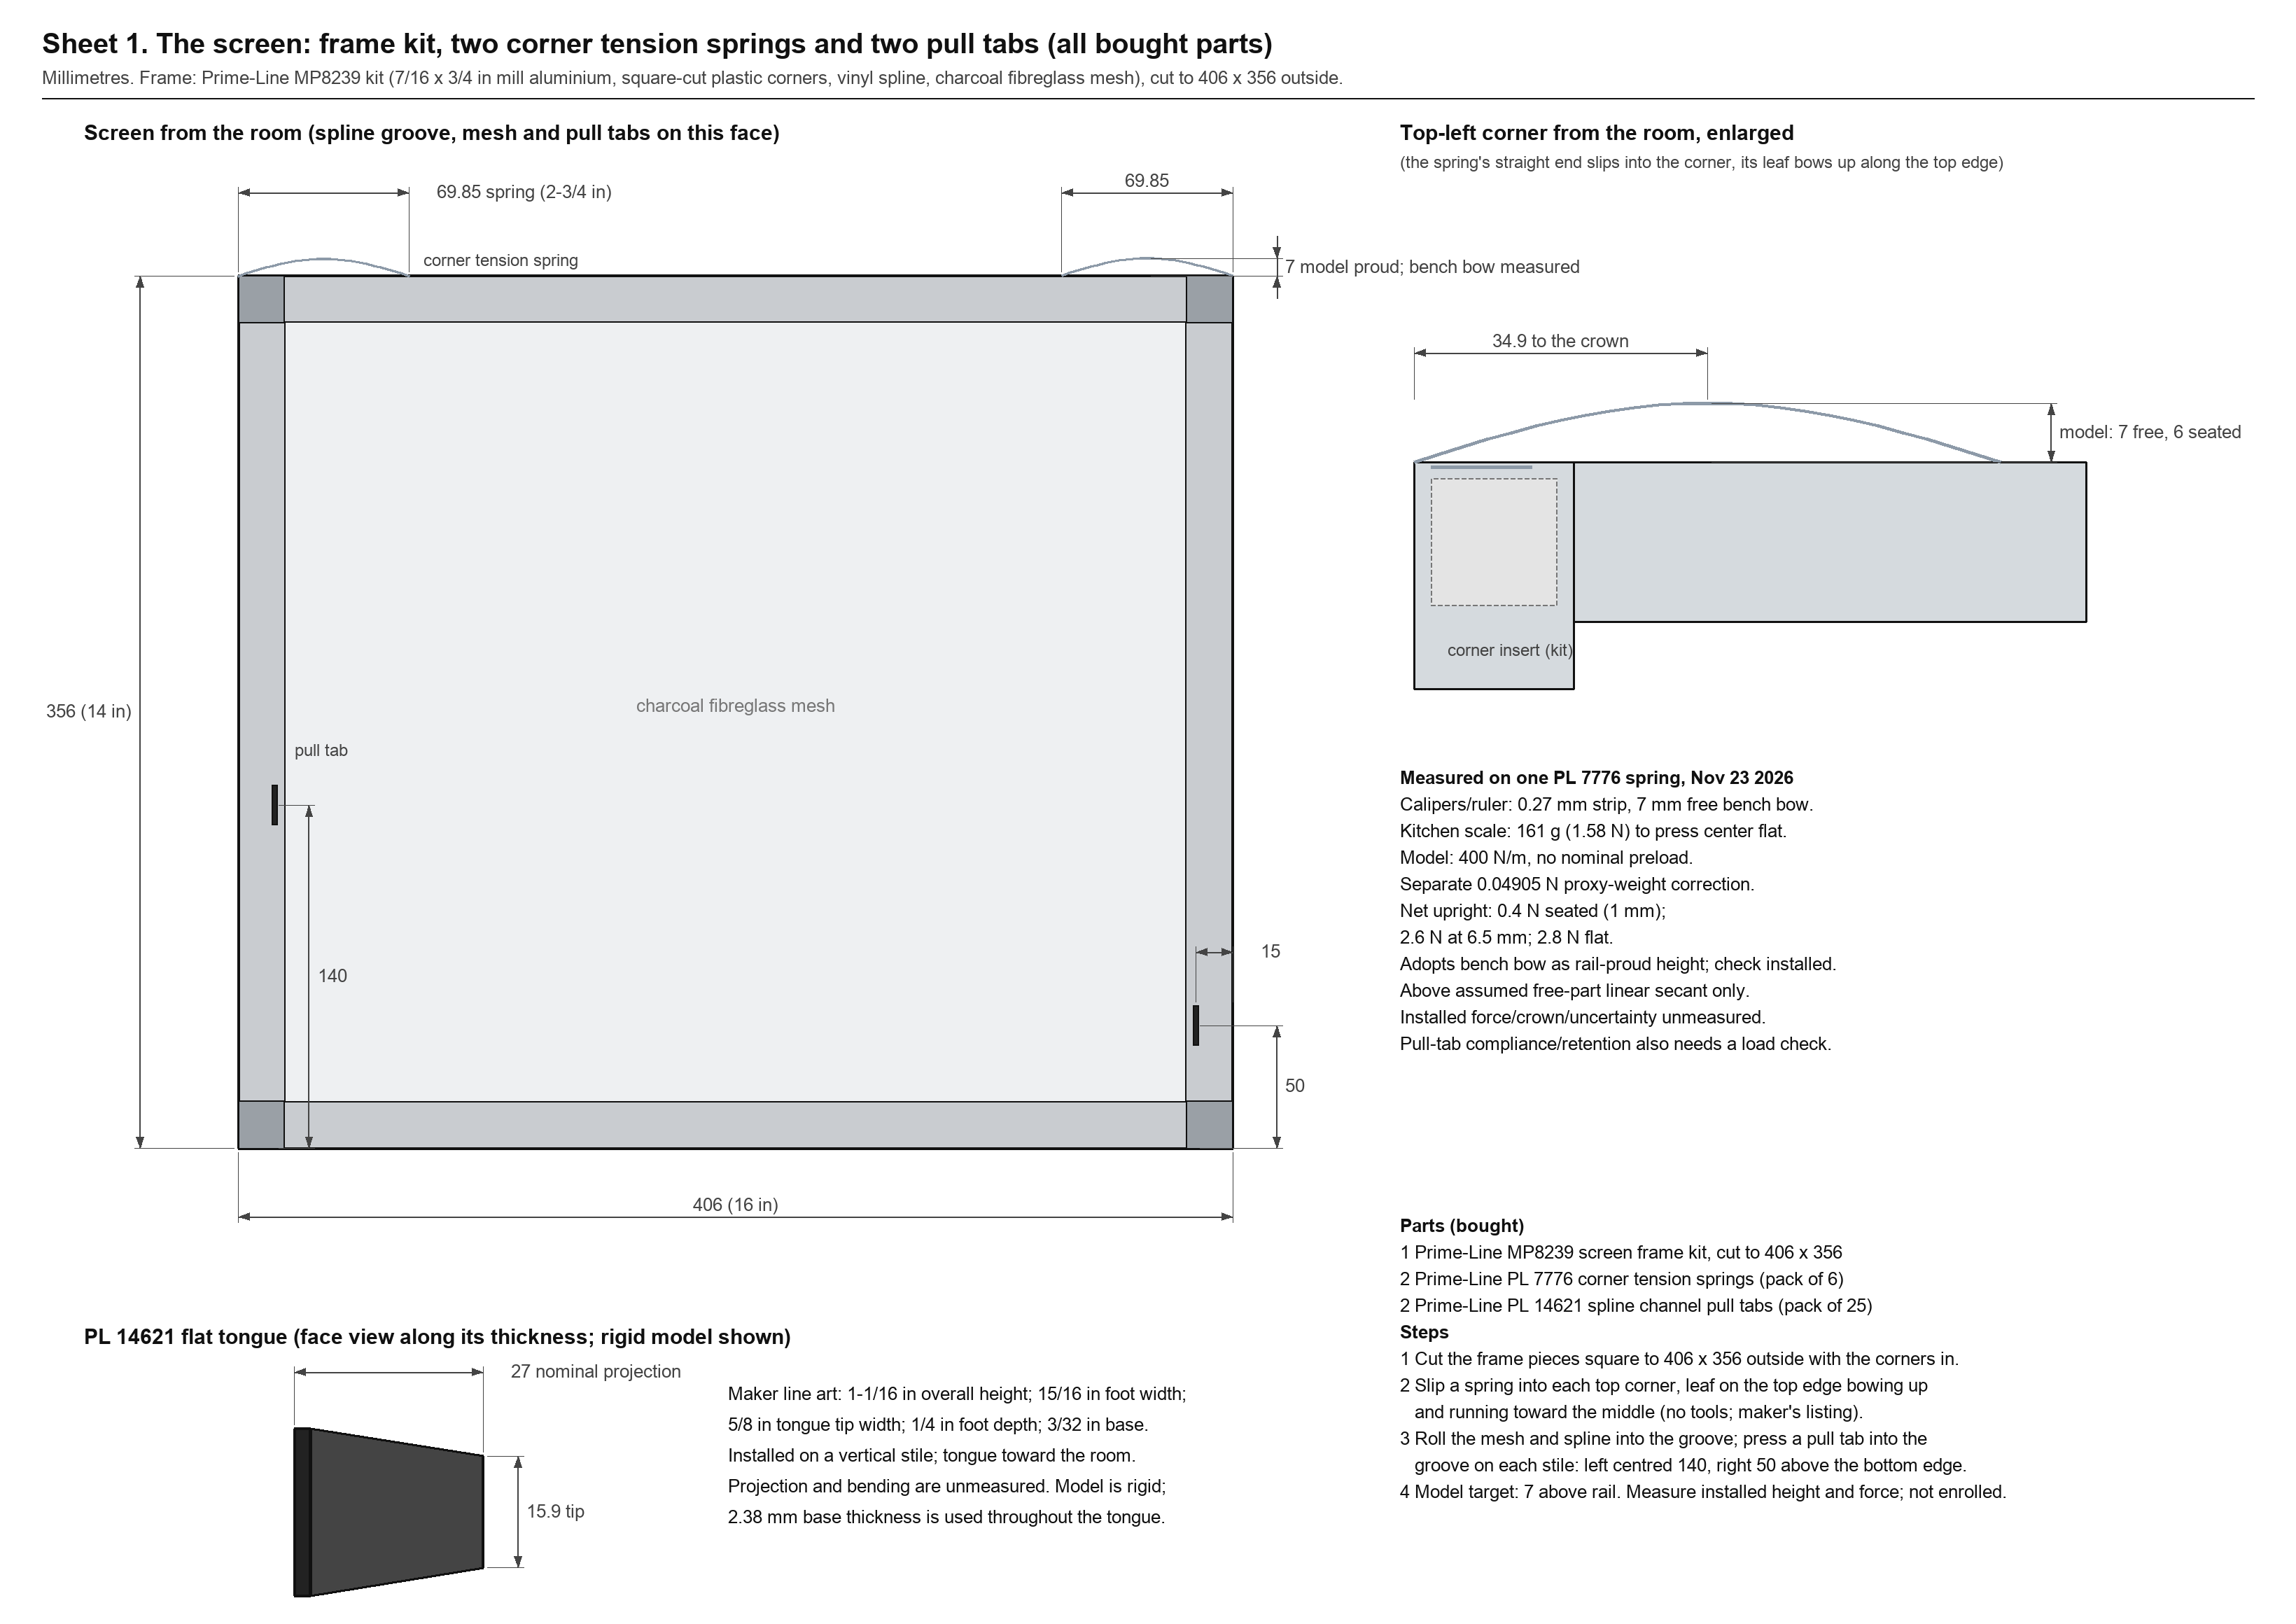 Sheet 1. The screen: frame kit, two corner tension springs and two pull tabs (all bought parts)
Millimetres. Frame: Prime-Line MP8239 kit (7/16 x 3/4 in mill aluminium, square-cut plastic corners, vinyl spline, charcoal fibreglass mesh), cut to 406 x 356 outside.
Screen from the room (spline groove, mesh and pull tabs on this face)
69.85 spring (2-3/4 in)
69.85
corner tension spring
7 model proud; bench bow measured
356 (14 in)
charcoal fibreglass mesh
pull tab
140
15
50
406 (16 in)
Top-left corner from the room, enlarged
(the spring's straight end slips into the corner, its leaf bows up along the top edge)
34.9 to the crown
model: 7 free, 6 seated
corner insert (kit)
Measured on one PL 7776 spring, Nov 23 2026
Calipers/ruler: 0.27 mm strip, 7 mm free bench bow.
Kitchen scale: 161 g (1.58 N) to press center flat.
Model: 400 N/m, no nominal preload.
Separate 0.04905 N proxy-weight correction.
Net upright: 0.4 N seated (1 mm);
2.6 N at 6.5 mm; 2.8 N flat.
Adopts bench bow as rail-proud height; check installed.
Above assumed free-part linear secant only.
Installed force/crown/uncertainty unmeasured.
Pull-tab compliance/retention also needs a load check.
Parts (bought)
1 Prime-Line MP8239 screen frame kit, cut to 406 x 356
2 Prime-Line PL 7776 corner tension springs (pack of 6)
2 Prime-Line PL 14621 spline channel pull tabs (pack of 25)
Steps
1 Cut the frame pieces square to 406 x 356 outside with the corners in.
2 Slip a spring into each top corner, leaf on the top edge bowing up
and running toward the middle (no tools; maker's listing).
3 Roll the mesh and spline into the groove; press a pull tab into the
groove on each stile: left centred 140, right 50 above the bottom edge.
4 Model target: 7 above rail. Measure installed height and force; not enrolled.
PL 14621 flat tongue (face view along its thickness; rigid model shown)
27 nominal projection
15.9 tip
Maker line art: 1-1/16 in overall height; 15/16 in foot width;
5/8 in tongue tip width; 1/4 in foot depth; 3/32 in base.
Installed on a vertical stile; tongue toward the room.
Projection and bending are unmeasured. Model is rigid;
2.38 mm base thickness is used throughout the tongue.